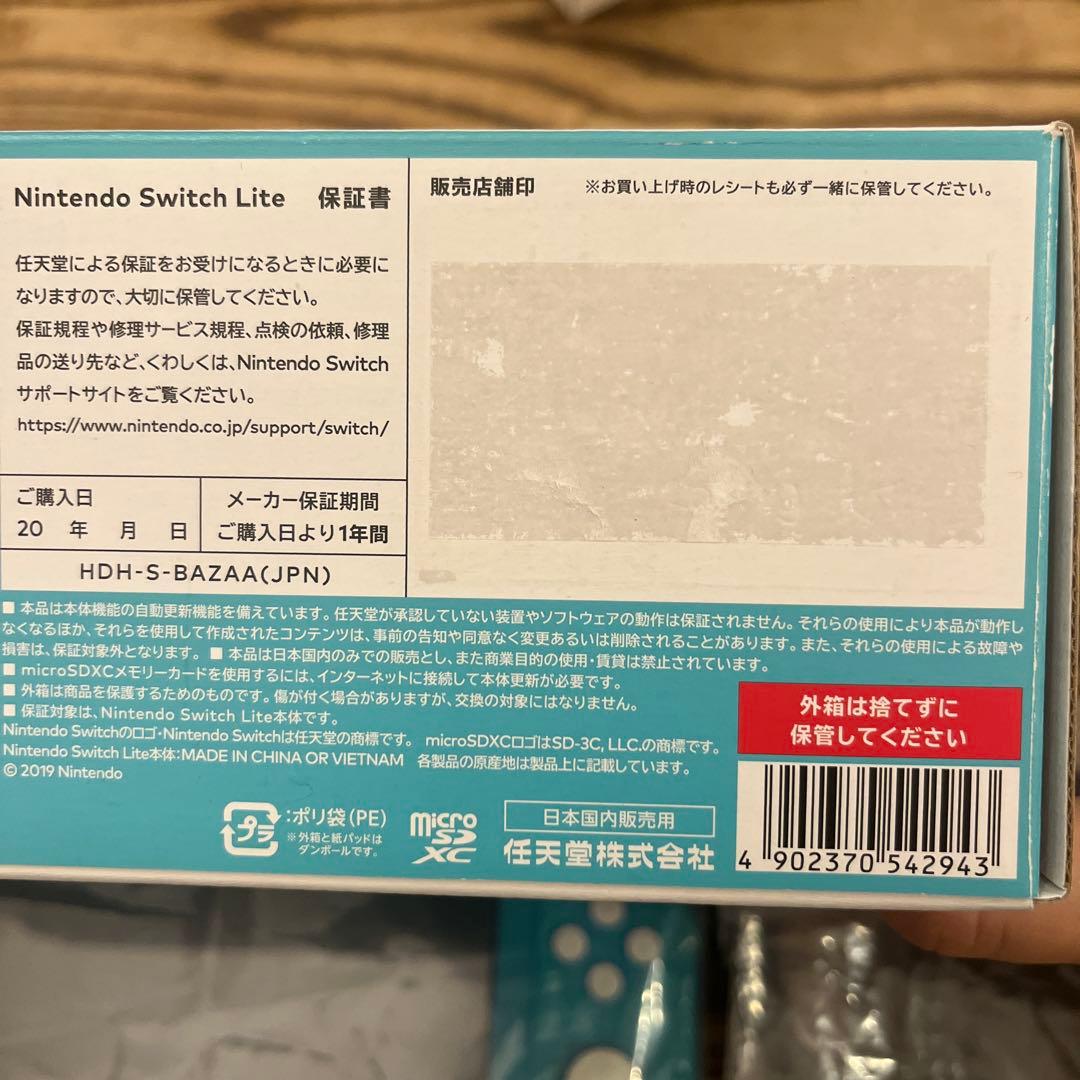 Nintendo Switch Lite 保証書
任天堂による保証をお受けになるときに必要に
なりますので、大切に保管してください。
保証規程や修理サービス規程、点検の依頼、修理
品の送り先など、くわしくは、Nintendo Switch
サポートサイトをご覧ください。
https://www.nintendo.co.jp/support/switch/
ご購入日
20 年 月 日
メーカー保証期間
ご購入日より1年間
HDH-S-BAZAA(JPN)
販売店舗印 ※お買い上げ時のレシートも必ず一緒に保管してください。
■ 本品は本体機能の自動更新機能を備えています。任天堂が承認していない装置やソフトウェアの動作は保証されません。それらの使用により本品が動作し
なくなるほか、それらを使用して作成されたコンテンツは、事前の告知や同意なく変更あるいは削除されることがあります。また、それらの使用による故障や
損害は、保証対象外となります。 ■ 本品は日本国内のみでの販売とし、また商業目的の使用・賃貸は禁止されています。
■ microSDXCメモリーカードを使用するには、インターネットに接続して本体更新が必要です。
■ 外箱は商品を保護するためのものです。傷が付く場合がありますが、交換の対象にはなりません。
■ 保証対象は、Nintendo Switch Lite本体です。
Nintendo Switchのロゴ・Nintendo Switchは任天堂の商標です。 microSDXCロゴはSD-3C, LLC.の商標です。
Nintendo Switch Lite本体:MADE IN CHINA OR VIETNAM 各製品の原産地は製品上に記載しています。
© 2019 Nintendo
外箱は捨てずに
保管してください
プラ
:ポリ袋(PE)
※外箱と紙パッドは
ダンボールです。
micro
SD
XC
日本国内販売用
任天堂株式会社
4 902370 542943